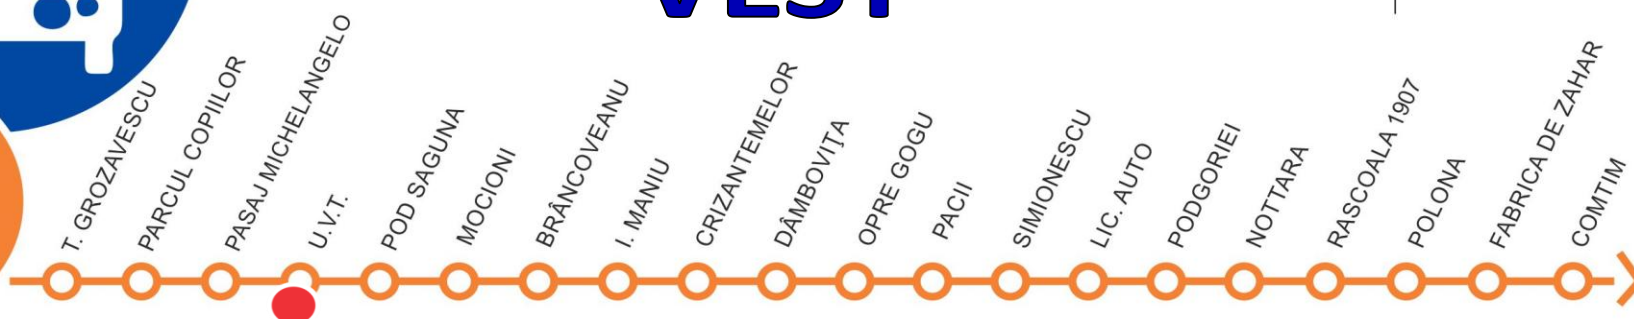 VEST
T. GROZAVESCU
PARCUL COPIILOR
PASAJ MICHELANGELO
U.V.T.
POD SAGUNA
MOCIONI
BRÂNCOVEANU
I. MANIU
CRIZANTEMELOR
DÂMBOVIŢA
OPRE GOGU
PACII
SIMIONESCU
LIC. AUTO
PODGORIEI
NOTTARA
RASCOALA 1907
POLONA
FABRICA DE ZAHAR
COMTIM